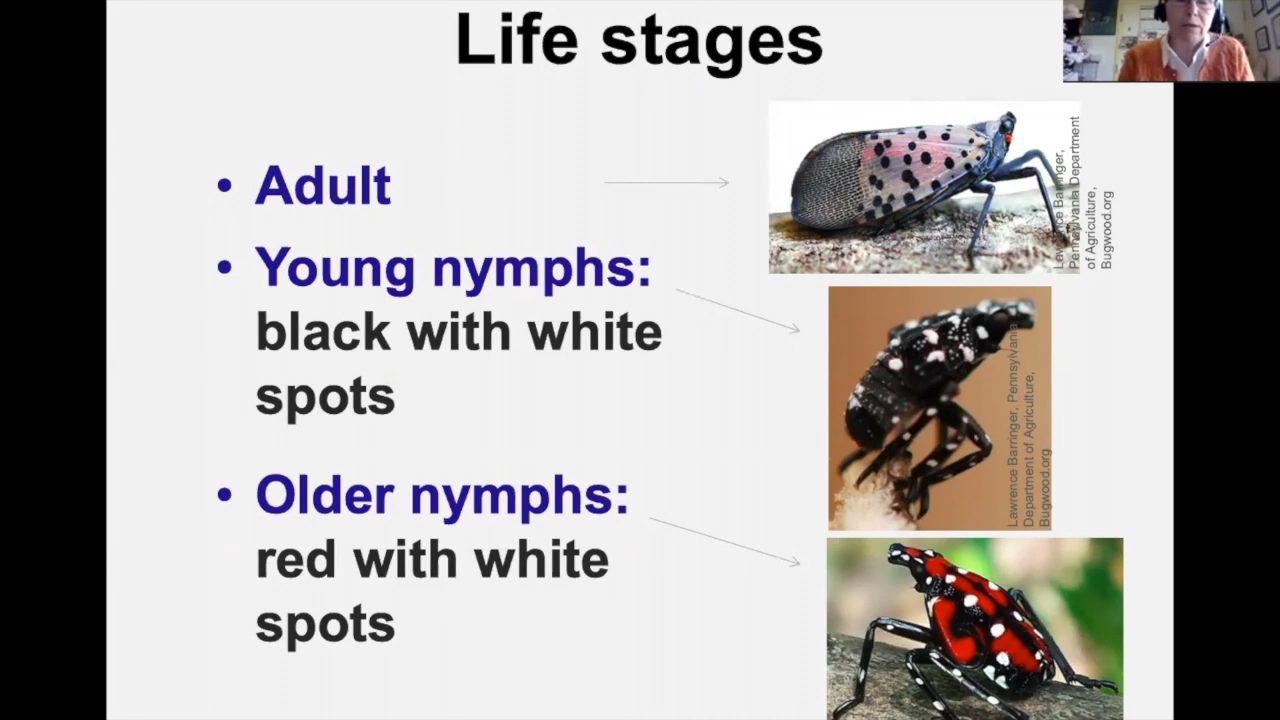 Life stages
• Adult
• Young nymphs:
black with white
spots
• Older nymphs:
red with white
spots
Lawrence Barringer,
Pennsylvania Department
of Agriculture,
Bugwood.org
Lawrence Barringer, Pennsylvania
Department of Agriculture,
Bugwood.org